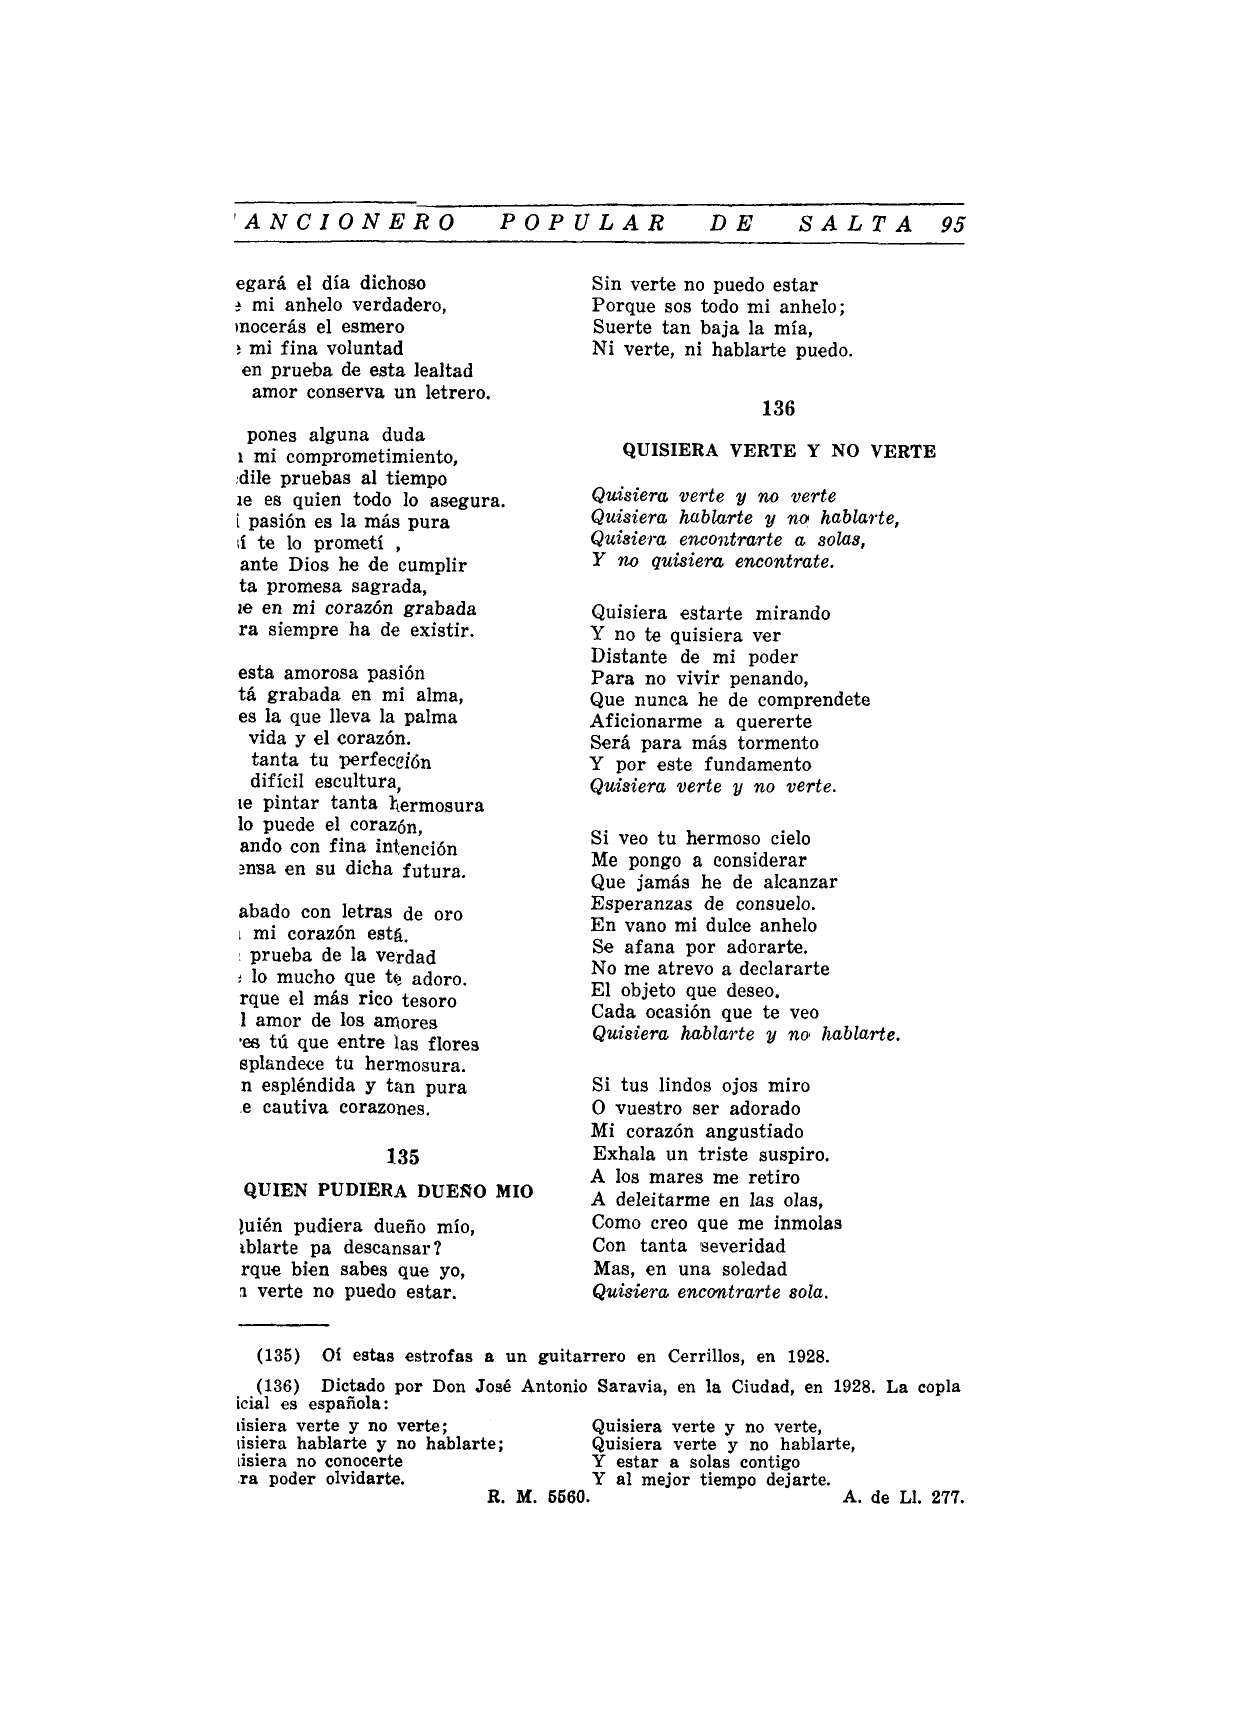 ANCIONERO POPULAR DE SALTA 95
egará el día dichoso
mi anhelo verdadero,
nocerás el esmero
mi fina voluntad
en prueba de esta lealtad
amor conserva un letrero.
pones alguna duda
mi comprometimiento,
dile pruebas al tiempo
ue es quien todo lo asegura.
i pasión es la más pura
sí te lo prometí ,
ante Dios he de cumplir
ta promesa sagrada,
ue en mi corazón grabada
ra siempre ha de existir.
esta amorosa pasión
tá grabada en mi alma,
es la que lleva la palma
vida y el corazón.
tanta tu perfección
difícil escultura,
ue pintar tanta hermosura
lo puede el corazón,
ando con fina intención
ensa en su dicha futura.
abado con letras de oro
mi corazón está.
prueba de la verdad
lo mucho que te adoro.
rque el más rico tesoro
l amor de los amores
res tú que entre las flores
splandece tu hermosura.
n espléndida y tan pura
e cautiva corazones.
135
QUIEN PUDIERA DUEÑO MIO
Quién pudiera dueño mío,
ablarte pa descansar?
rque bien sabes que yo,
n verte no puedo estar.
Sin verte no puedo estar
Porque sos todo mi anhelo;
Suerte tan baja la mía,
Ni verte, ni hablarte puedo.
136
QUISIERA VERTE Y NO VERTE
Quisiera verte y no verte
Quisiera hablarte y no hablarte,
Quisiera encontrarte a solas,
Y no quisiera encontrate.
Quisiera estarte mirando
Y no te quisiera ver
Distante de mi poder
Para no vivir penando,
Que nunca he de comprendete
Aficionarme a quererte
Será para más tormento
Y por este fundamento
Quisiera verte y no verte.
Si veo tu hermoso cielo
Me pongo a considerar
Que jamás he de alcanzar
Esperanzas de consuelo.
En vano mi dulce anhelo
Se afana por adorarte.
No me atrevo a declararte
El objeto que deseo.
Cada ocasión que te veo
Quisiera hablarte y no hablarte.
Si tus lindos ojos miro
O vuestro ser adorado
Mi corazón angustiado
Exhala un triste suspiro.
A los mares me retiro
A deleitarme en las olas,
Como creo que me inmolas
Con tanta severidad
Mas, en una soledad
Quisiera encontrarte sola.
(135) Oí estas estrofas a un guitarrero en Cerrillos, en 1928.
(136) Dictado por Don José Antonio Saravia, en la Ciudad, en 1928. La copla
icial es española:
uisiera verte y no verte;
uisiera hablarte y no hablarte;
uisiera no conocerte
ra poder olvidarte.
R. M. 5560.
Quisiera verte y no verte,
Quisiera verte y no hablarte,
Y estar a solas contigo
Y al mejor tiempo dejarte.
A. de Ll. 277.